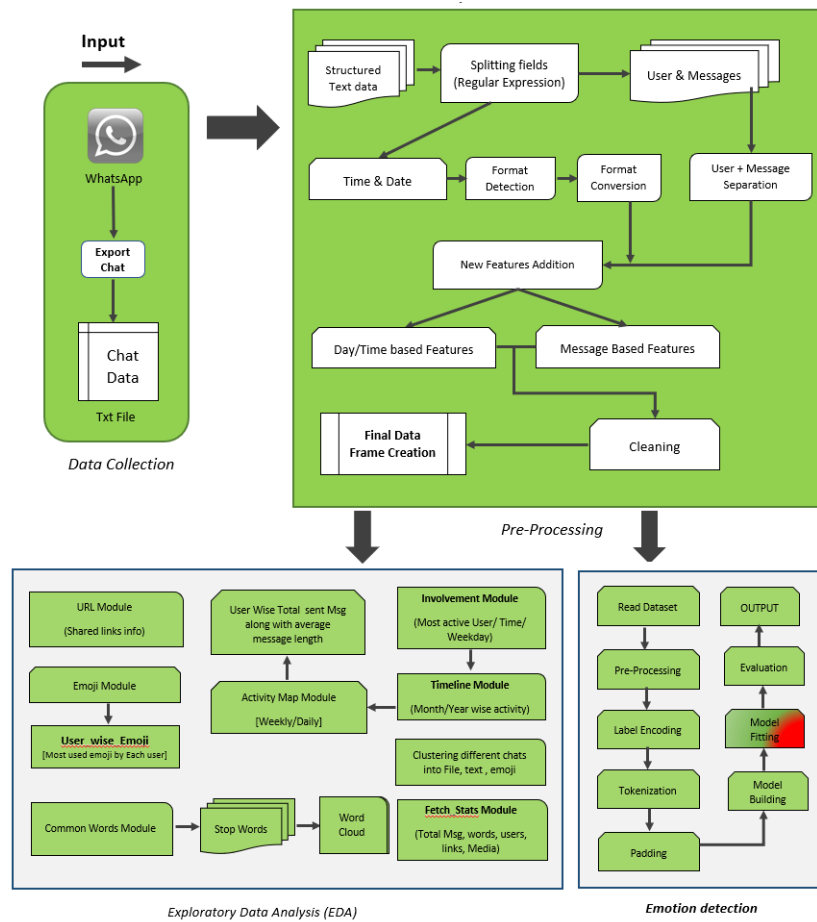 Input
WhatsApp
Export
Chat
Chat
Data
Txt File
Data Collection
Structured
Text data
Splitting fields
(Regular Expression)
User & Messages
Time & Date
Format
Detection
Format
Conversion
User + Message
Separation
New Features Addition
Day/Time based Features
Message Based Features
Final Data
Frame Creation
Cleaning
Pre-Processing
URL Module
(Shared links info)
Emoji Module
User_wise_Emoji
[Most used emoji by Each user]
Common Words Module
Stop Words
Word
Cloud
User Wise Total sent Msg
along with average
message length
Activity Map Module
[Weekly/Daily]
Involvement Module
(Most active User/ Time/
Weekday)
Timeline Module
(Month/Year wise activity)
Clustering different chats
into File, text , emoji
Fetch_Stats Module
(Total Msg, words, users,
links, Media)
Exploratory Data Analysis (EDA)
Read Dataset
Pre-Processing
Label Encoding
Tokenization
Padding
Model
Building
Model
Fitting
Evaluation
OUTPUT
Emotion detection